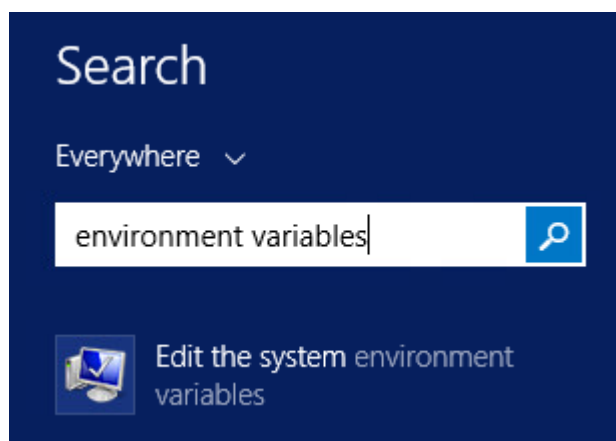 Search
Everywhere
environment variables
Edit the system environment
variables